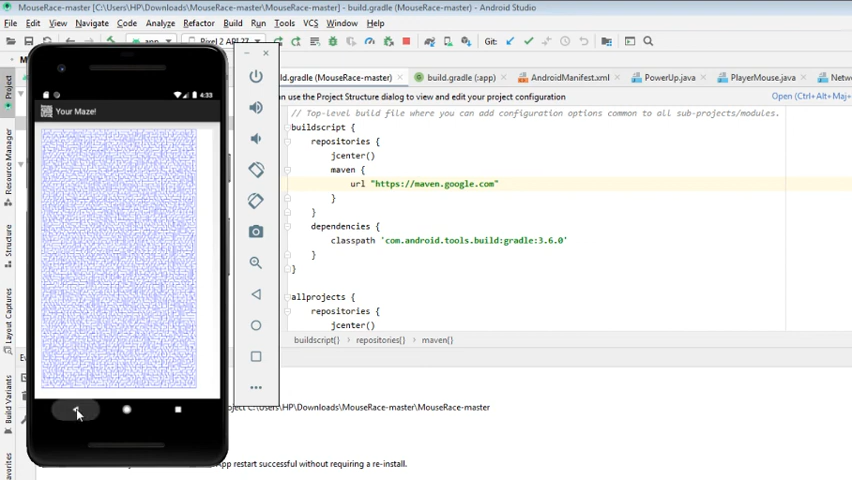 MouseRace-master [C:\Users\HP\Downloads\MouseRace-master] - build.gradle (MouseRace-master) - Android Studio
File Edit View Navigate Code Analyze Refactor Build Run Tools VCS Window Help
app Pixel 2 API 27 Git:
ld.gradle (MouseRace-master) build.gradle (app) AndroidManifest.xml PowerUp.java PlayerMouse.java Netw
n use the Project Structure dialog to view and edit your project configuration Open (Ctrl+Alt+Maj+
4:33
Your Maze!
// Top-level build file where you can add configuration options common to all sub-projects/modules.
buildscript {
repositories {
jcenter()
maven {
url "https://maven.google.com"
}
}
dependencies {
classpath 'com.android.tools.build:gradle:3.6.0'
}
}
allprojects {
repositories {
jcenter()
buildscript{} repositories{} maven{}
oject C:\Users\HP\Downloads\MouseRace-master\MouseRace-master
App restart successful without requiring a re-install.
Project
Resource Manager
Structure
Layout Captures
Build Variants
avorites